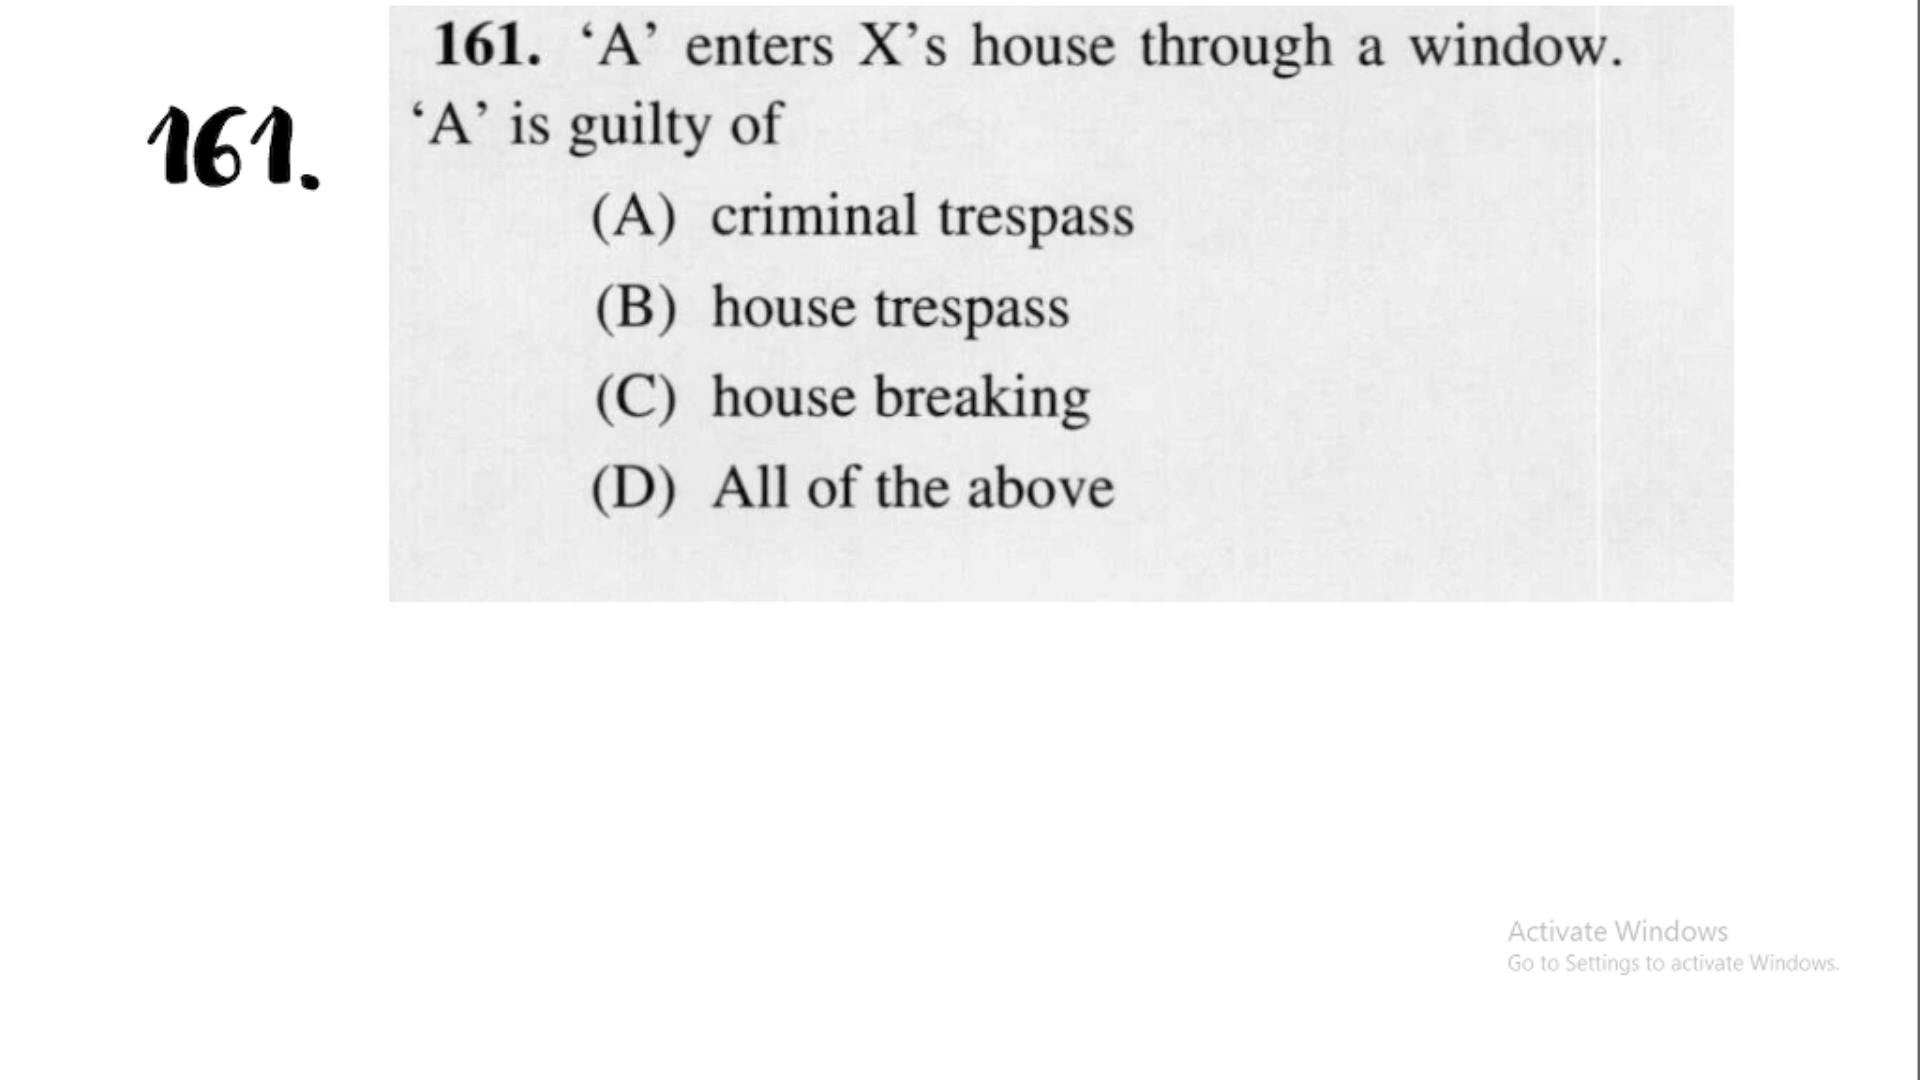 161.
161. ‘A’ enters X’s house through a window.
‘A’ is guilty of
(A) criminal trespass
(B) house trespass
(C) house breaking
(D) All of the above
Activate Windows
Go to Settings to activate Windows.